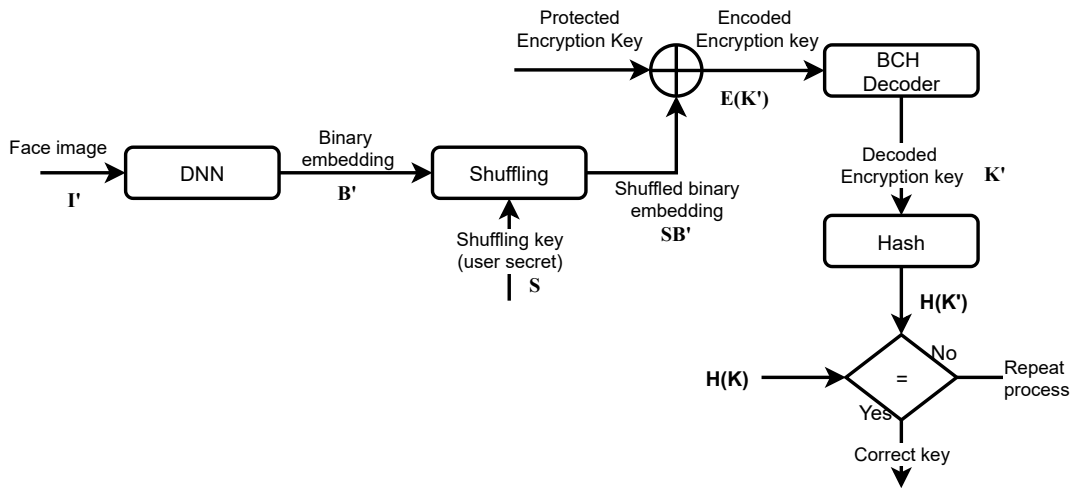 Protected
Encryption Key
Encoded
Encryption key
E(K')
BCH
Decoder
Face image
I'
DNN
Binary
embedding
B'
Shuffling
Shuffled binary
embedding
SB'
Shuffling key
(user secret)
S
Decoded
Encryption key
K'
Hash
H(K')
H(K)
=
No
Repeat
process
Yes
Correct key